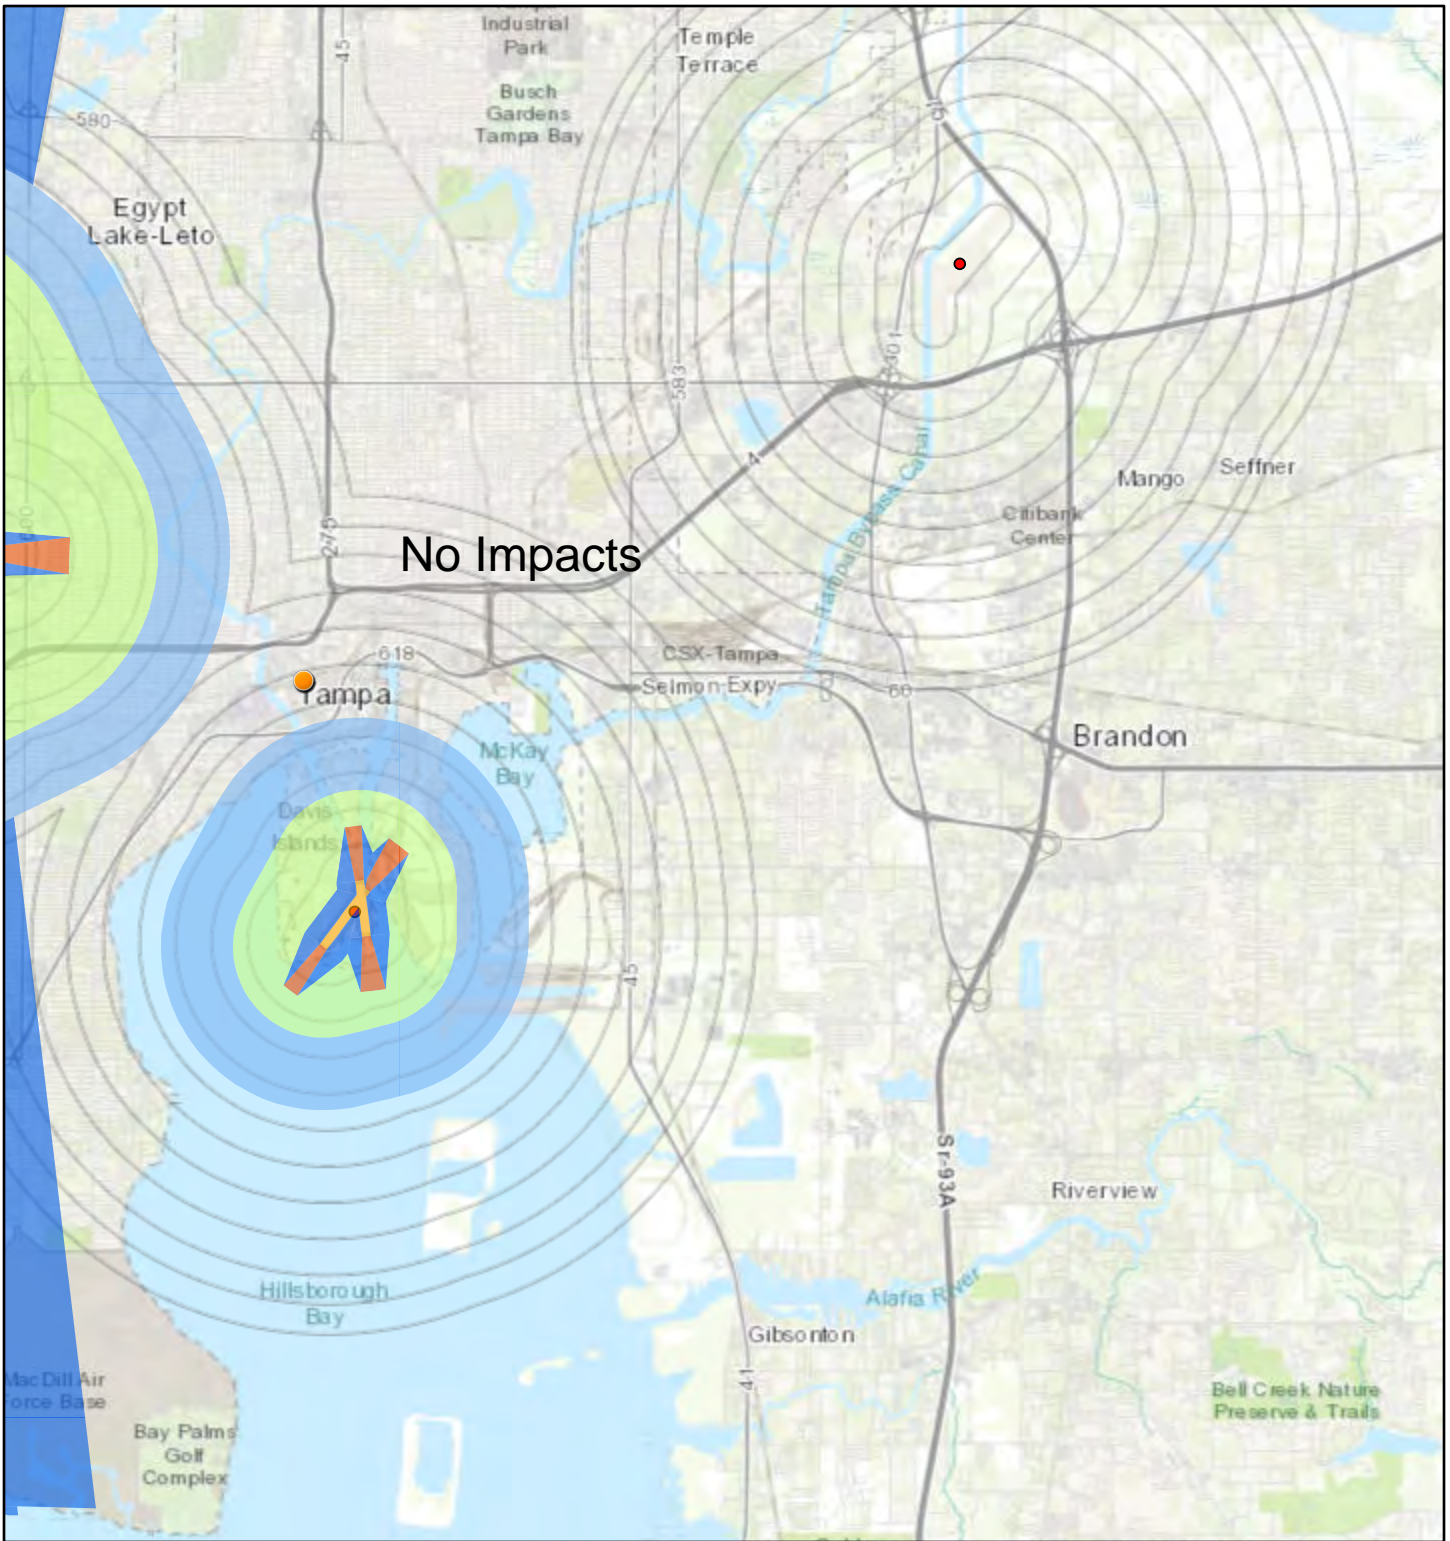 Industrial
Park
Temple
Terrace
45
Busch
Gardens
Tampa Bay
580
Egypt
Lake-Leto
301
583
4
Tampa Bypass Canal
Mango
Seffner
Citibank
Center
600
275
No Impacts
618
CSX-Tampa
Selmon Expy
60
Tampa
Brandon
McKay
Bay
Davis
Islands
45
Sr-93A
Riverview
Hillsborough
Bay
Alafia River
Gibsonton
41
MacDill Air
Force Base
Bell Creek Nature
Preserve & Trails
Bay Palms
Golf
Complex